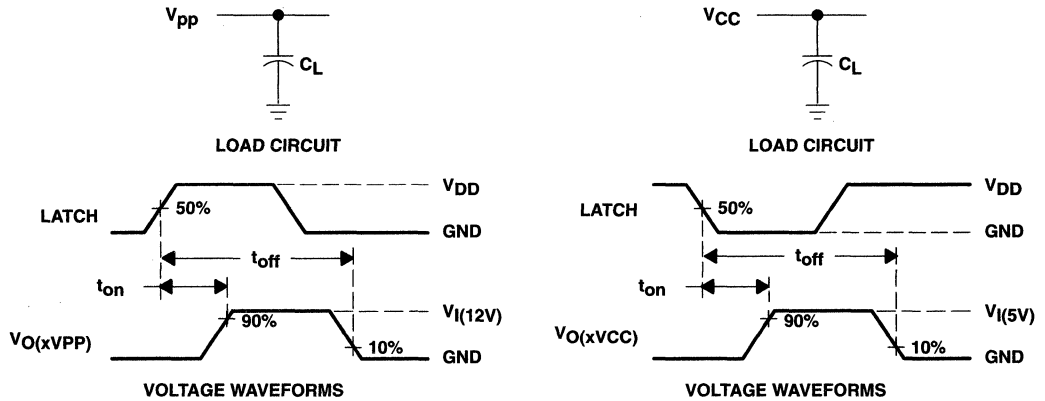 Vpp
CL
LOAD CIRCUIT
LATCH
50%
VDD
GND
toff
ton
VO(xVPP)
90%
10%
VI(12V)
GND
VOLTAGE WAVEFORMS
VCC
CL
LOAD CIRCUIT
LATCH
50%
VDD
GND
toff
ton
VO(xVCC)
90%
10%
VI(5V)
GND
VOLTAGE WAVEFORMS